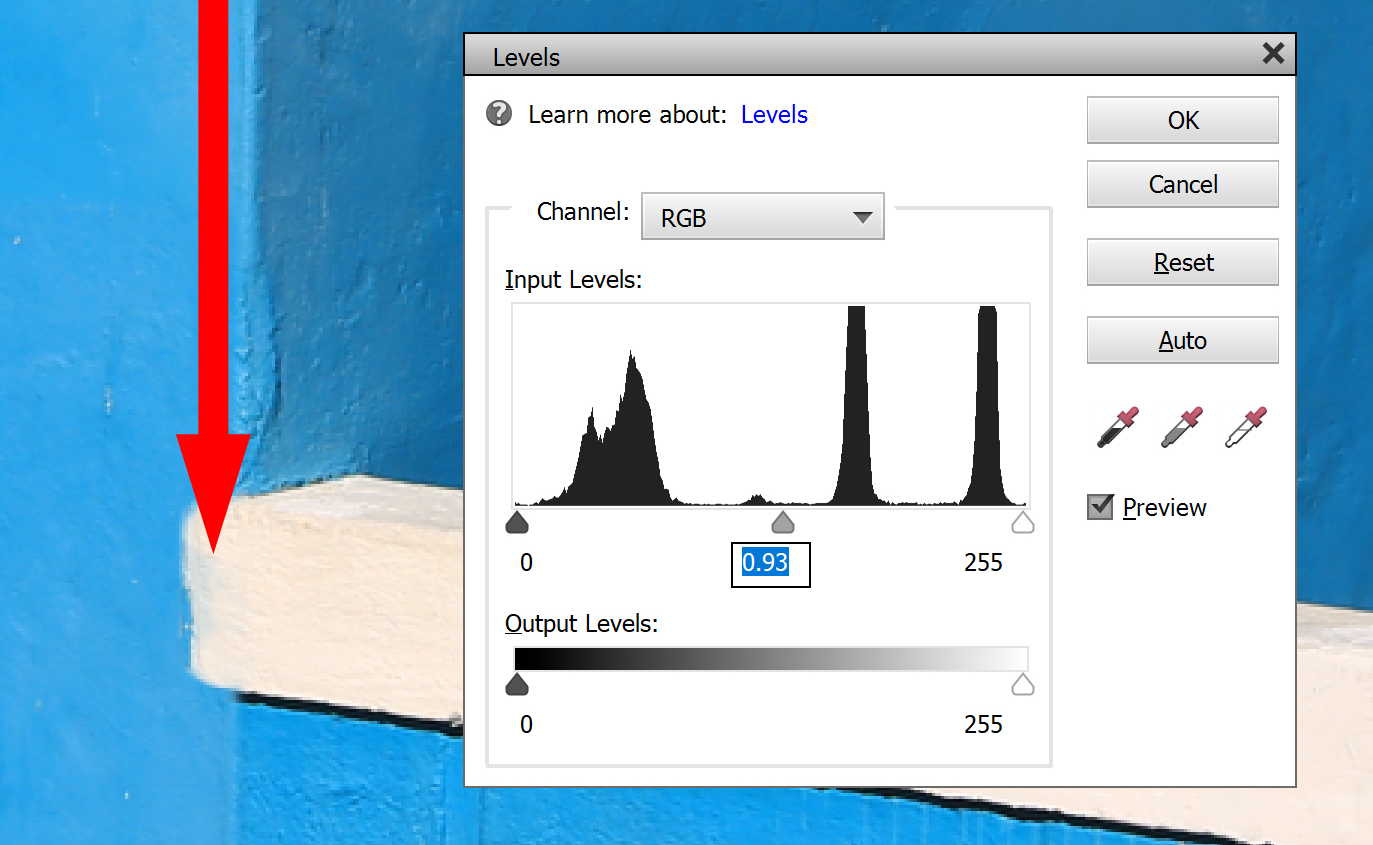 Levels
Learn more about: Levels
OK
Cancel
Channel: RGB
Reset
Input Levels:
Auto
Preview
0 0.93 255
Output Levels:
0 255